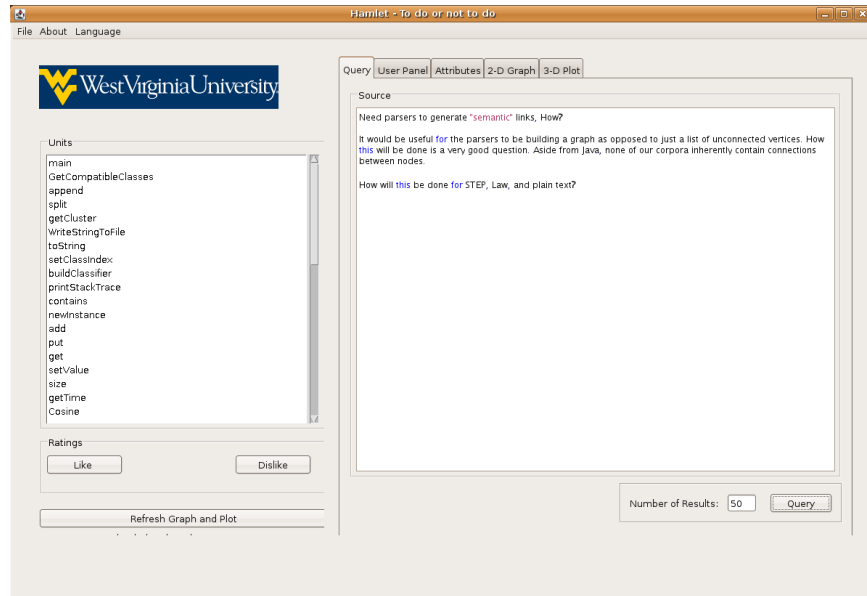 Hamlet - To do or not to do
File About Language
WestVirginiaUniversity
Units
main
GetCompatibleClasses
append
split
getCluster
WriteStringToFile
toString
setClassIndex
buildClassifier
printStackTrace
contains
newInstance
add
put
get
setValue
size
getTime
Cosine
Ratings
Like Dislike
Refresh Graph and Plot
Query User Panel Attributes 2-D Graph 3-D Plot
Source
Need parsers to generate "semantic" links, How?
It would be useful for the parsers to be building a graph as opposed to just a list of unconnected vertices. How
this will be done is a very good question. Aside from Java, none of our corpora inherently contain connections
between nodes.
How will this be done for STEP, Law, and plain text?
Number of Results: 50 Query